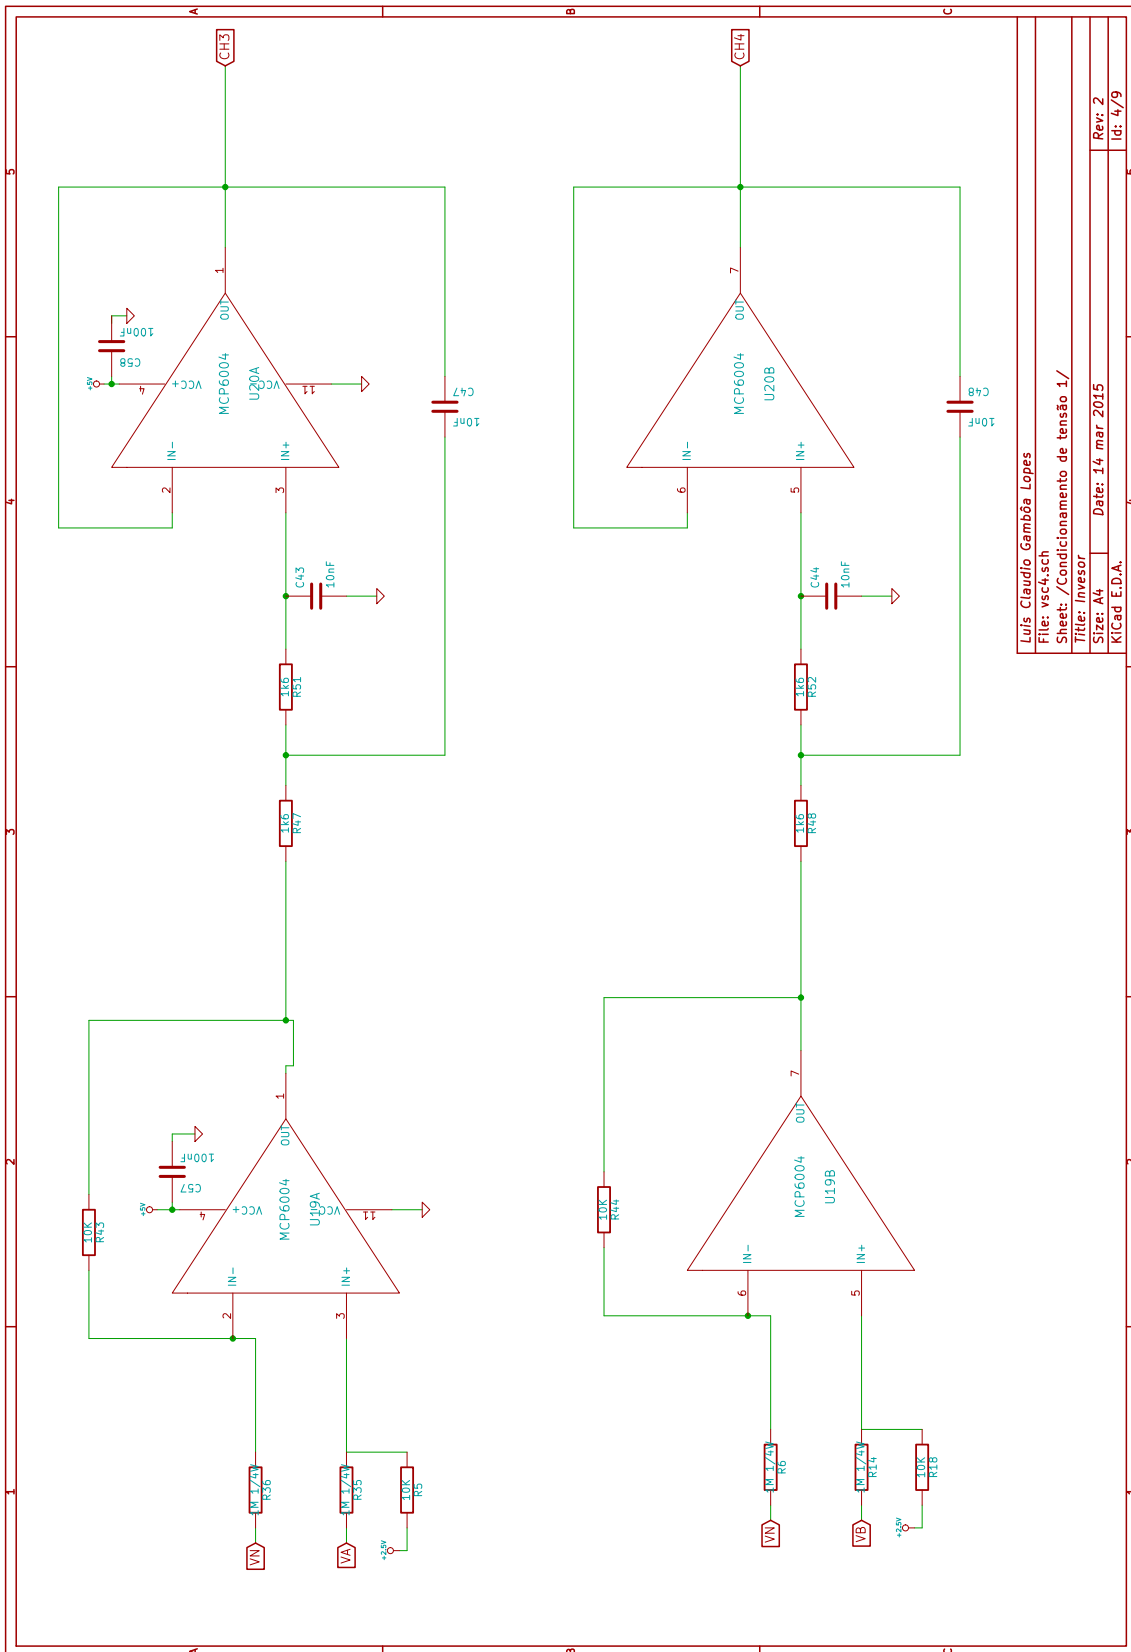 CH3
CH4
1
OUT
MCP6004
U20A
VCC+
4
VCC-
11
+5V
C58
100nF
IN-
IN+
2
3
C47
10nF
7
OUT
MCP6004
U20B
IN-
IN+
6
5
C48
10nF
C43
10nF
C44
10nF
1k6
R51
1k6
R52
1k6
R47
1k6
R48
1
OUT
MCP6004
U19A
VCC+
4
VCC-
11
+5V
C57
100nF
IN-
IN+
2
3
10K
R43
7
OUT
MCP6004
U19B
IN-
IN+
6
5
10K
R44
1M 1/4W
R36
1M 1/4W
R35
10K
R5
+2.5V
VN
VA
1M 1/4W
R6
1M 1/4W
R14
10K
R18
+2.5V
VN
VB
Luis Claudio Gambôa Lopes
File: vsc4.sch
Sheet: /Condicionamento de tensão 1/
Title: Invesor
Size: A4
Date: 14 mar 2015
Rev: 2
KiCad E.D.A.
Id: 4/9
A
B
C
A
B
C
1
2
3
4
5
1
2
3
4
5